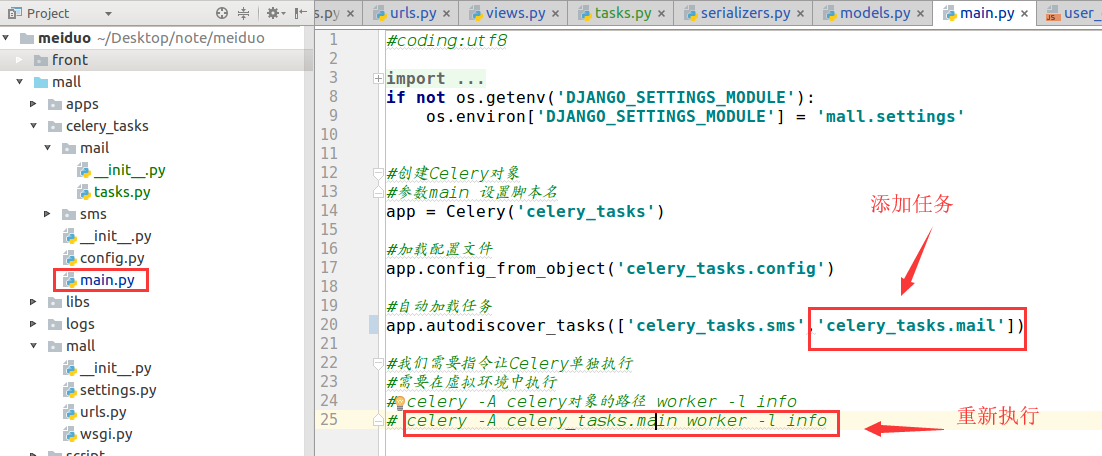 Project
s.py
urls.py
views.py
tasks.py
serializers.py
models.py
main.py
user_
meiduo ~/Desktop/note/meiduo
front
mall
apps
celery_tasks
mail
__init__.py
tasks.py
sms
__init__.py
config.py
main.py
libs
logs
mall
__init__.py
settings.py
urls.py
wsgi.py
script
1 #coding:utf8
2
3 import ...
8 if not os.getenv('DJANGO_SETTINGS_MODULE'):
9 os.environ['DJANGO_SETTINGS_MODULE'] = 'mall.settings'
10
11
12 #创建Celery对象
13 #参数main 设置脚本名
14 app = Celery('celery_tasks')
15
16 #加载配置文件
17 app.config_from_object('celery_tasks.config')
18
19 #自动加载任务
20 app.autodiscover_tasks(['celery_tasks.sms','celery_tasks.mail'])
21
22 #我们需要指令让Celery单独执行
23 #需要在虚拟环境中执行
24 # celery -A celery对象的路径 worker -l info
25 # celery -A celery_tasks.main worker -l info
添加任务
重新执行